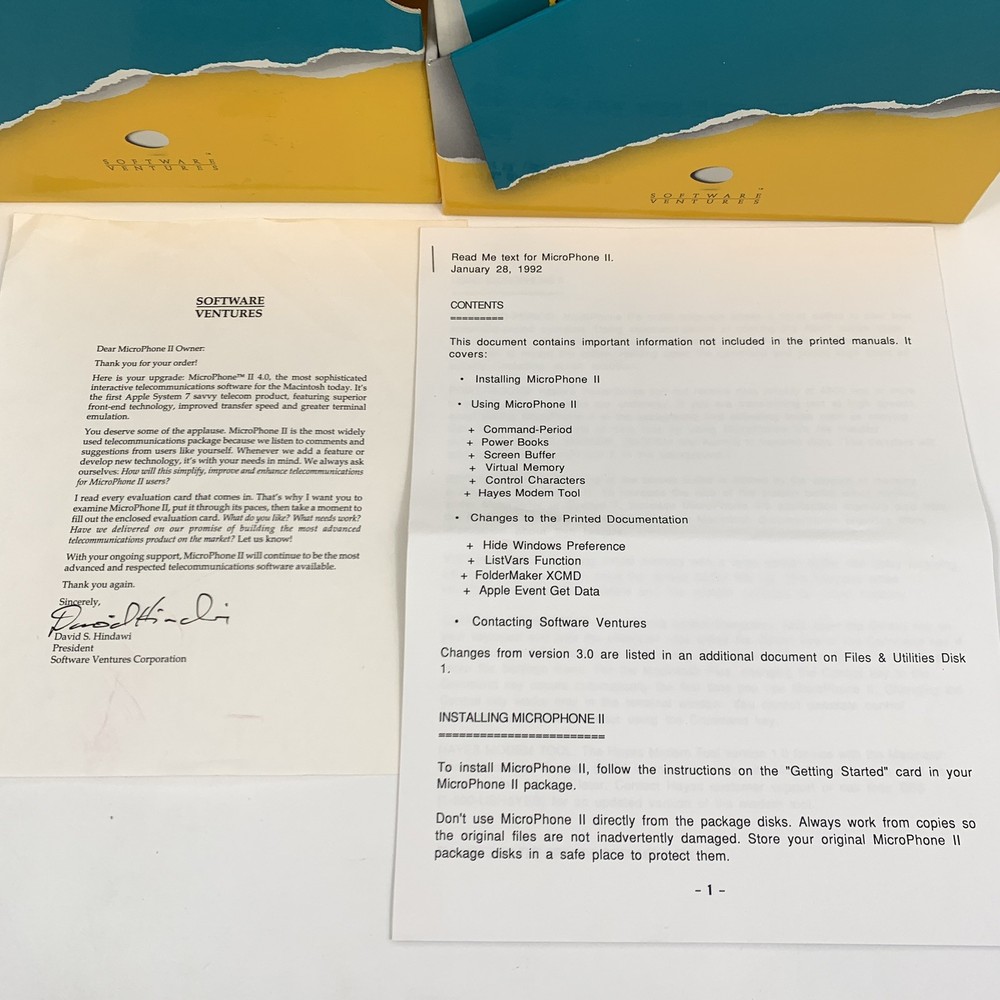 SOFTWARE
VENTURES
™
SOFTWARE
VENTURES
™
SOFTWARE
VENTURES
Dear MicroPhone II Owner:
Thank you for your order!
Here is your upgrade: MicroPhone™ II 4.0, the most sophisticated
interactive telecommunications software for the Macintosh today. It's
the first Apple System 7 savvy telecom product, featuring superior
front-end technology, improved transfer speed and greater terminal
emulation.
You deserve some of the applause. MicroPhone II is the most widely
used telecommunications package because we listen to comments and
suggestions from users like yourself. Whenever we add a feature or
develop new technology, it's with your needs in mind. We always ask
ourselves: How will this simplify, improve and enhance telecommunications
for MicroPhone II users?
I read every evaluation card that comes in. That's why I want you to
examine MicroPhone II, put it through its paces, then take a moment to
fill out the enclosed evaluation card. What do you like? What needs work?
Have we delivered on our promise of building the most advanced
telecommunications product on the market? Let us know!
With your ongoing support, MicroPhone II will continue to be the most
advanced and respected telecommunications software available.
Thank you again.
Sincerely,
David Hindawi
David S. Hindawi
President
Software Ventures Corporation
Read Me text for MicroPhone II.
January 28, 1992
CONTENTS
=========
This document contains important information not included in the printed manuals. It
covers:
• Installing MicroPhone II
• Using MicroPhone II
+ Command-Period
+ Power Books
+ Screen Buffer
+ Virtual Memory
+ Control Characters
+ Hayes Modem Tool
• Changes to the Printed Documentation
+ Hide Windows Preference
+ ListVars Function
+ FolderMaker XCMD
+ Apple Event Get Data
• Contacting Software Ventures
Changes from version 3.0 are listed in an additional document on Files & Utilities Disk
1.
INSTALLING MICROPHONE II
========================
To install MicroPhone II, follow the instructions on the "Getting Started" card in your
MicroPhone II package.
Don't use MicroPhone II directly from the package disks. Always work from copies so
the original files are not inadvertently damaged. Store your original MicroPhone II
package disks in a safe place to protect them.
- 1 -